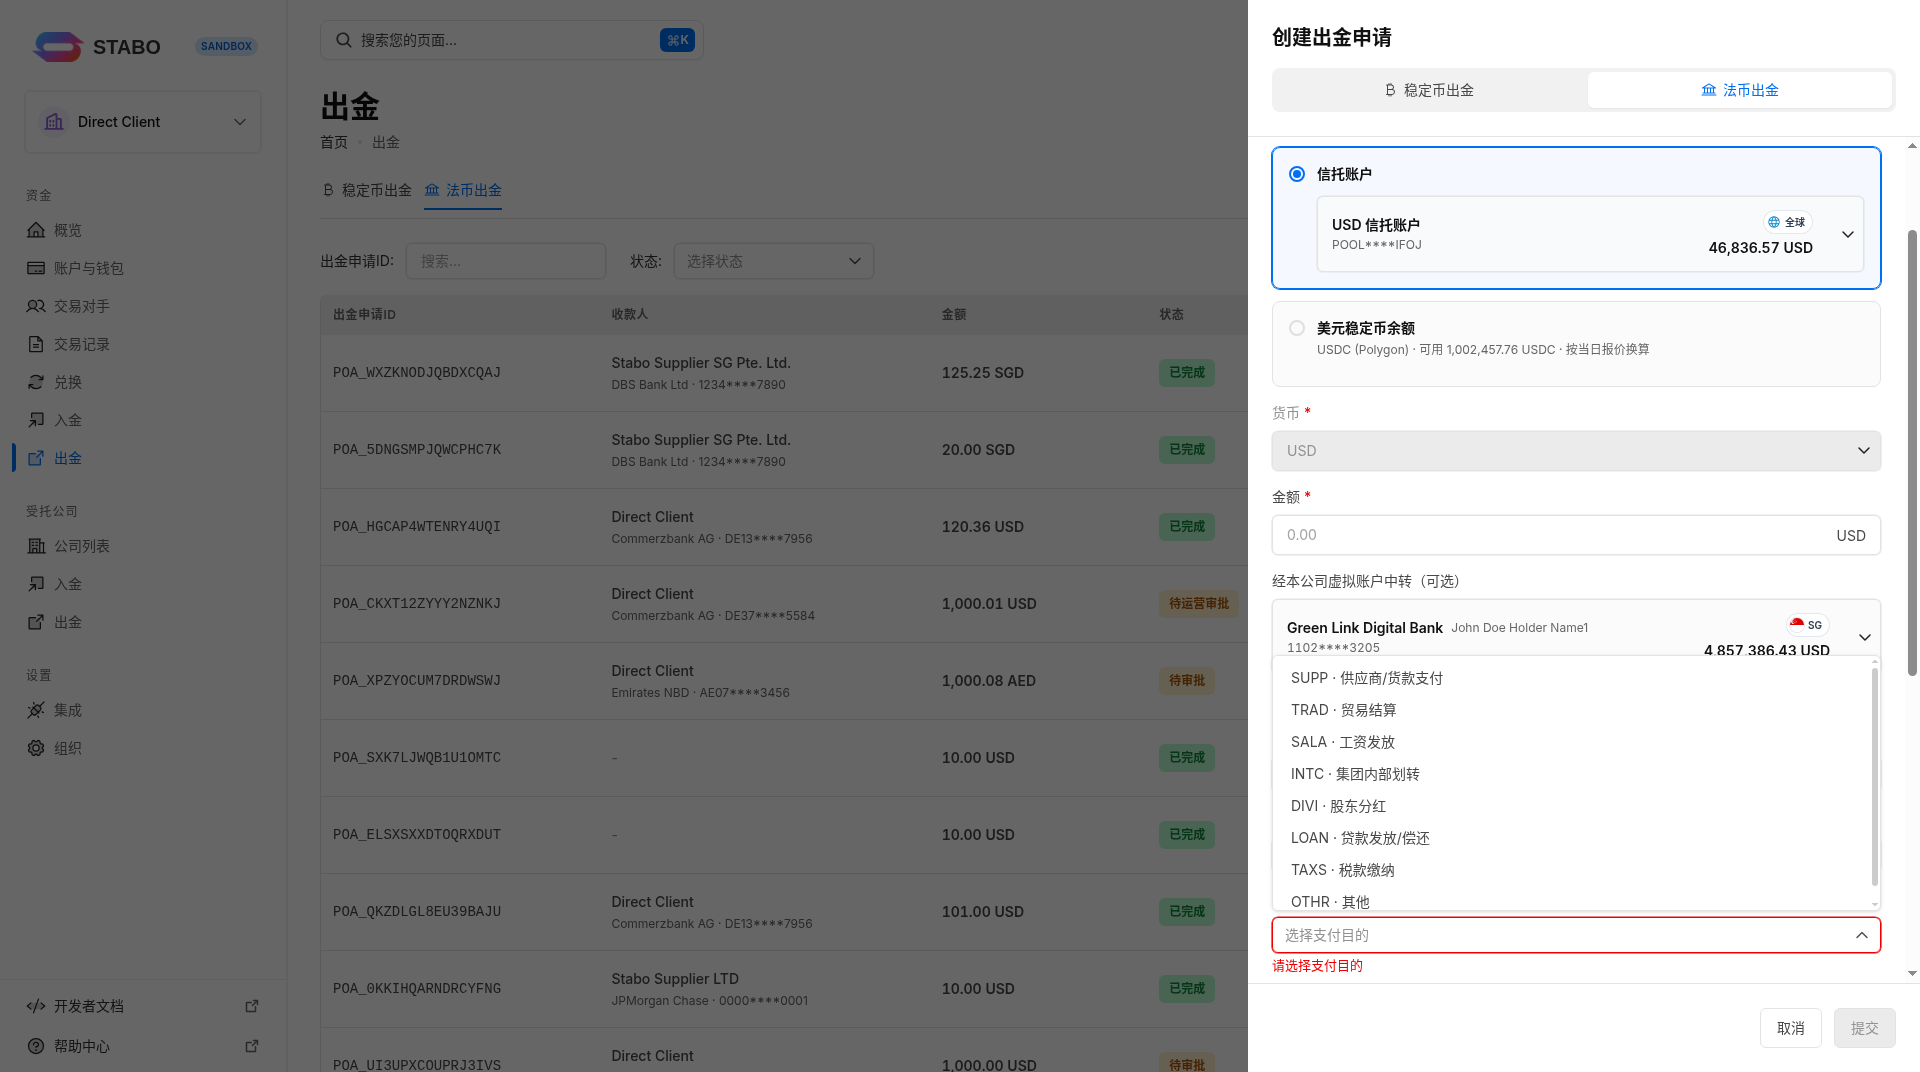 STABO
SANDBOX
Direct Client
资金
概览
账户与钱包
交易对手
交易记录
兑换
入金
出金
受托公司
公司列表
入金
出金
设置
集成
组织
开发者文档
帮助中心
搜索您的页面...
⌘K
出金
首页 • 出金
稳定币出金
法币出金
出金申请ID:
搜索...
状态:
选择状态
出金申请ID 收款人 金额 状态
POA_WXZKNODJQBDXCQAJ Stabo Supplier SG Pte. Ltd. 125.25 SGD 已完成
DBS Bank Ltd · 1234****7890
POA_5DNGSMPJQWCPHC7K Stabo Supplier SG Pte. Ltd. 20.00 SGD 已完成
DBS Bank Ltd · 1234****7890
POA_HGCAP4WTENRY4UQI Direct Client 120.36 USD 已完成
Commerzbank AG · DE13****7956
POA_CKXT12ZYYY2NZNKJ Direct Client 1,000.01 USD 待运营审批
Commerzbank AG · DE37****5584
POA_XPZYOCUM7DRDWSWJ Direct Client 1,000.08 AED 待审批
Emirates NBD · AE07****3456
POA_SXK7LJWQB1U1OMTC - 10.00 USD 已完成
POA_ELSXSXXDTOQRXDUT - 10.00 USD 已完成
POA_QKZDLGL8EU39BAJU Direct Client 101.00 USD 已完成
Commerzbank AG · DE13****7956
POA_0KKIHQARNDRCYFNG Stabo Supplier LTD 10.00 USD 已完成
JPMorgan Chase · 0000****0001
POA_UI3UPXCOUPRJ3IVS Direct Client 1,000.00 USD 待审批
创建出金申请
稳定币出金
法币出金
信托账户
USD 信托账户
POOL****IFOJ
全球
46,836.57 USD
美元稳定币余额
USDC (Polygon) · 可用 1,002,457.76 USDC · 按当日报价换算
货币 *
USD
金额 *
0.00 USD
经本公司虚拟账户中转（可选）
Green Link Digital Bank John Doe Holder Name1
1102****3205
SG
4,857,386.43 USD
SUPP · 供应商/货款支付
TRAD · 贸易结算
SALA · 工资发放
INTC · 集团内部划转
DIVI · 股东分红
LOAN · 贷款发放/偿还
TAXS · 税款缴纳
OTHR · 其他
选择支付目的
请选择支付目的
取消
提交